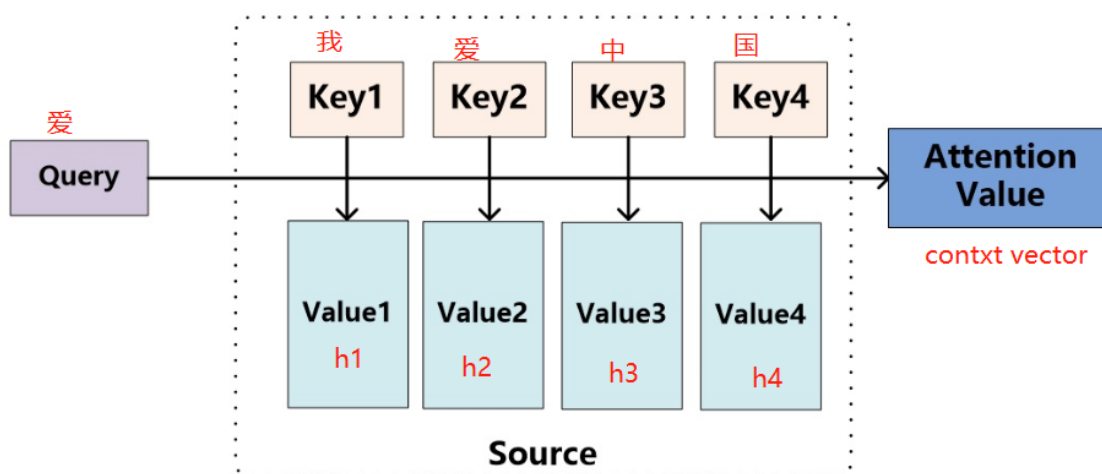 我 爱 中 国
Key1 Key2 Key3 Key4
爱
Query
Attention
Value
contxt vector
Value1 Value2 Value3 Value4
h1 h2 h3 h4
Source